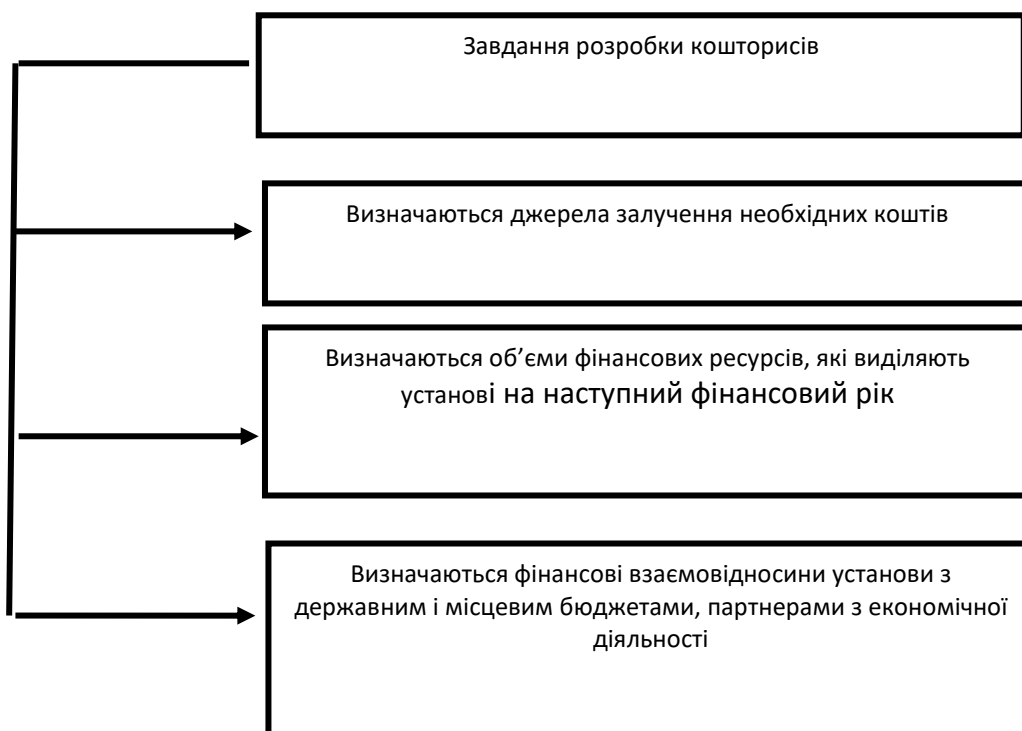 Завдання розробки кошторисів
Визначаються джерела залучення необхідних коштів
Визначаються об’єми фінансових ресурсів, які виділяють
установі на наступний фінансовий рік
Визначаються фінансові взаємовідносини установи з
державним і місцевим бюджетами, партнерами з економічної
діяльності